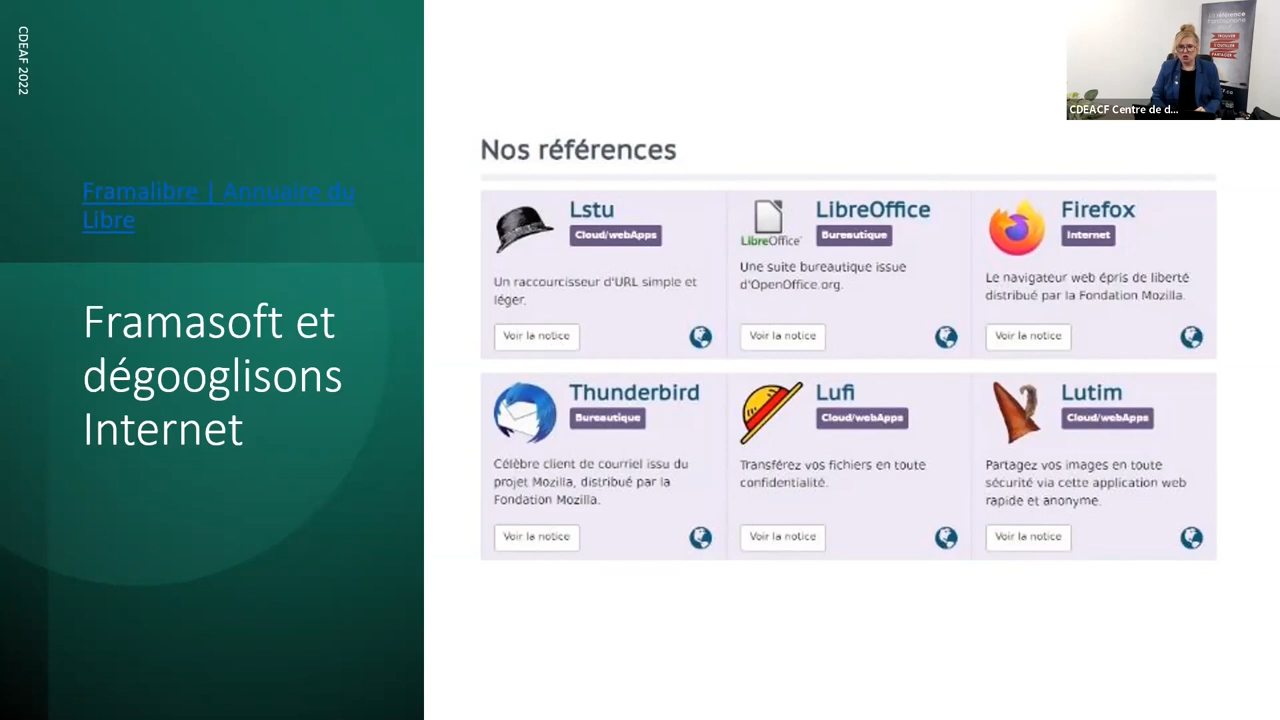 CDEAF 2022
Framalibre | Annuaire du
Libre
Framasoft et
dégooglisons
Internet
TROUVER
S'OUTILLER
PARTAGER
CDEACF Centre de d...
Nos références
Lstu
Cloud/webApps
Un raccourcisseur d'URL simple et
léger.
Voir la notice
LibreOffice
LibreOffice
Bureautique
Une suite bureautique issue
d'OpenOffice.org.
Voir la notice
Firefox
Internet
Le navigateur web épris de liberté
distribué par la Fondation Mozilla.
Voir la notice
Thunderbird
Bureautique
Célèbre client de courriel issu du
projet Mozilla, distribué par la
Fondation Mozilla.
Voir la notice
Lufi
Cloud/webApps
Transférez vos fichiers en toute
confidentialité.
Voir la notice
Lutim
Cloud/webApps
Partagez vos images en toute
sécurité via cette application web
rapide et anonyme.
Voir la notice